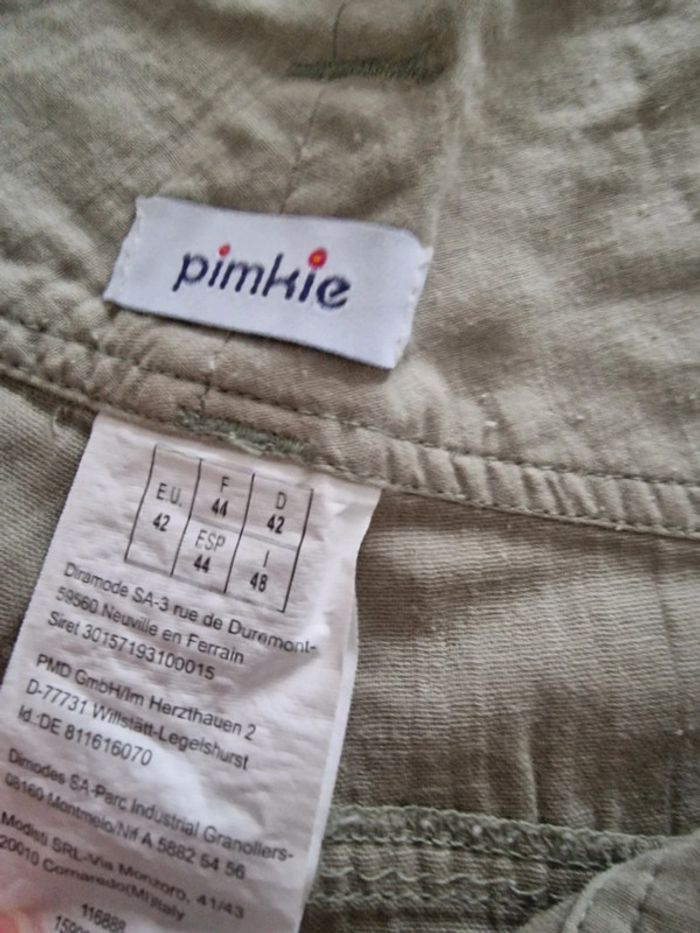 pimkie
E.U. F D
42 44 42
ESP I
44 48
Diramode SA-3 rue de Duremont-
59560 Neuville en Ferrain
Siret 30157193100015
PMD GmbH/Im Herzthauen 2
D-77731 Willstätt-Legelshurst
Id.:DE 811616070
Dimodes SA-Parc Industrial Granollers-
08160 Montmelo/Nif A 5882 54 56
Modisti SRL-Via Monzoro, 41/43
20010 Cornaredo(MI)Italy
116888